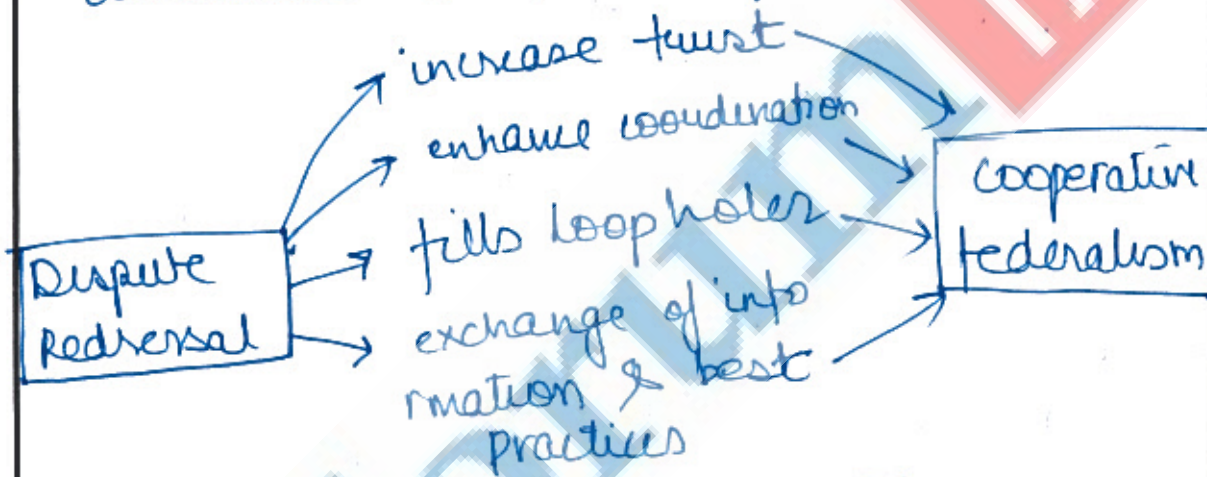 increase trust
enhance coordination
fills loopholes
cooperative
federalism
Dispute
Redressal
exchange of info
rmation & best
practices